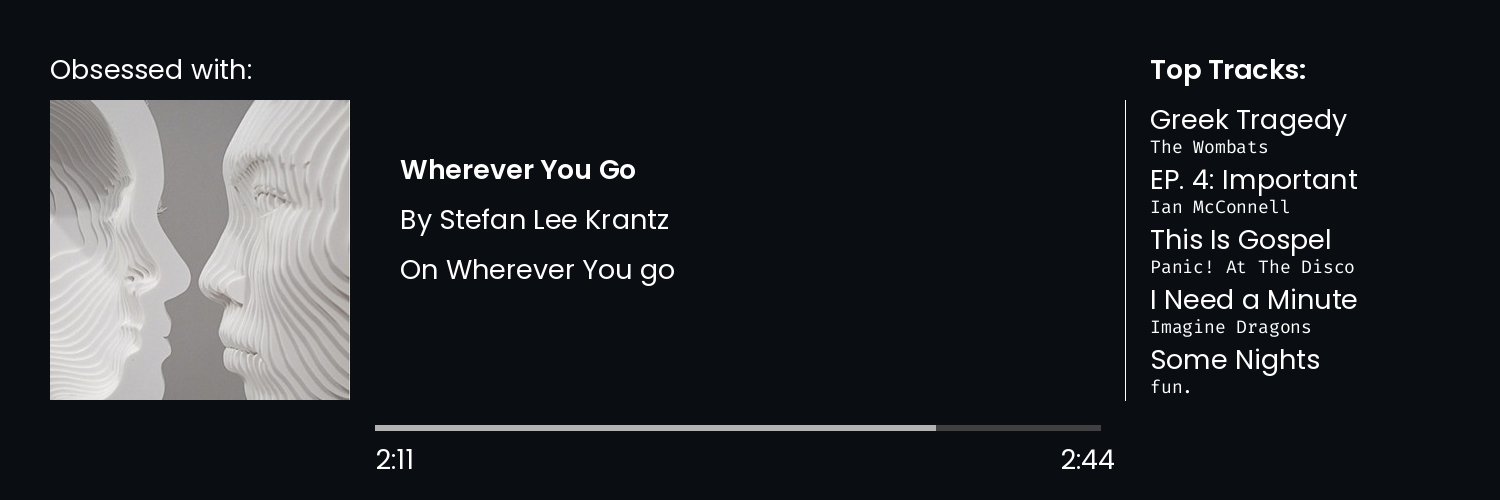 Obsessed with:
Wherever You Go
By Stefan Lee Krantz
On Wherever You go
2:11
2:44
Top Tracks:
Greek Tragedy
The Wombats
EP. 4: Important
Ian McConnell
This Is Gospel
Panic! At The Disco
I Need a Minute
Imagine Dragons
Some Nights
fun.